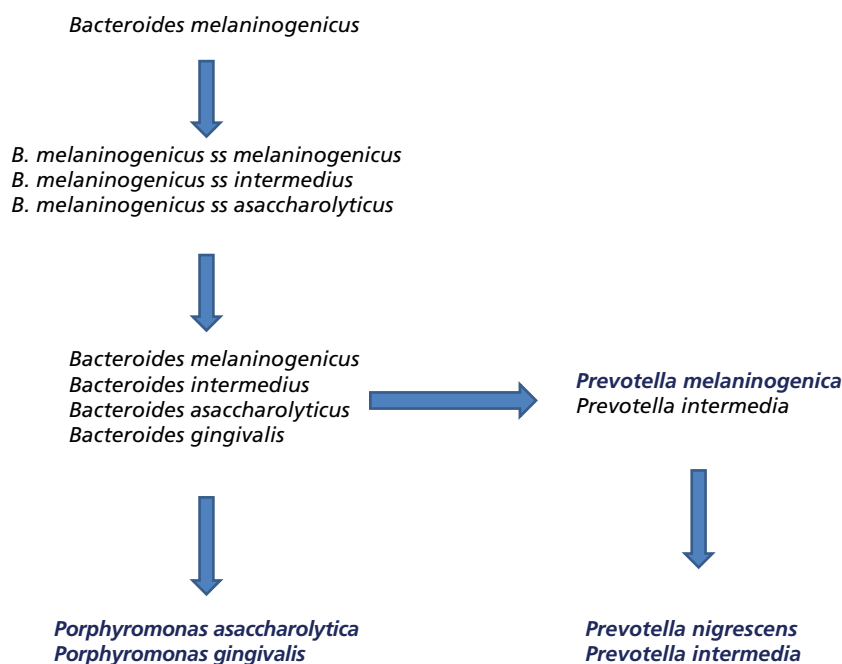 Bacteroides melaninogenicus
B. melaninogenicus ss melaninogenicus
B. melaninogenicus ss intermedius
B. melaninogenicus ss asaccharolyticus
Bacteroides melaninogenicus
Bacteroides intermedius
Bacteroides asaccharolyticus
Bacteroides gingivalis
Prevotella melaninogenica
Prevotella intermedia
Porphyromonas asaccharolytica
Porphyromonas gingivalis
Prevotella nigrescens
Prevotella intermedia